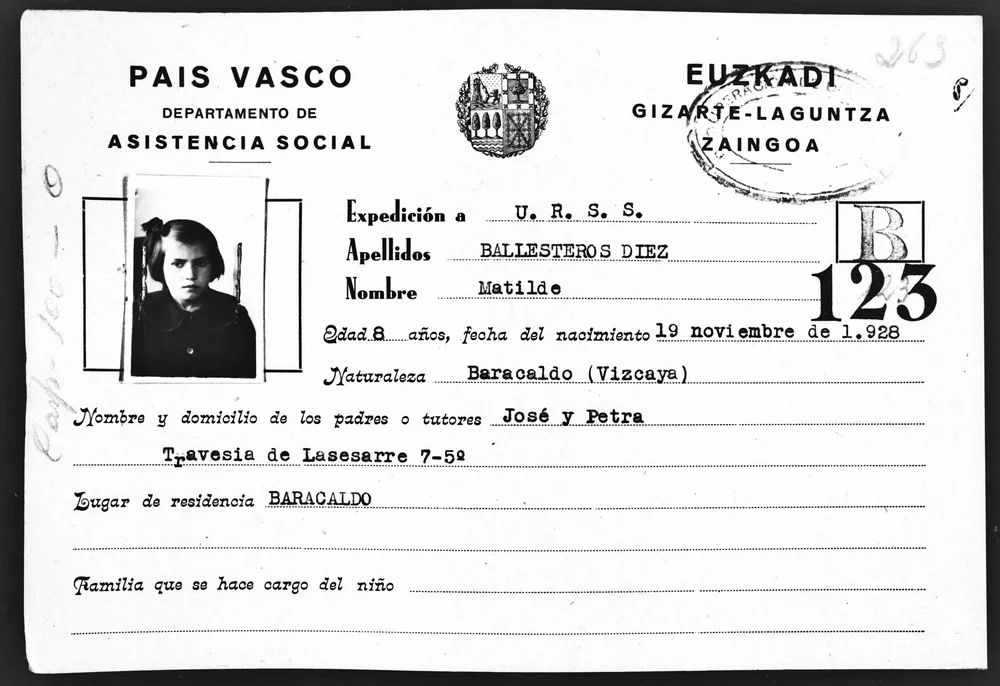 263
PAIS VASCO
DEPARTAMENTO DE
ASISTENCIA SOCIAL
EUZKADI
GIZARTE-LAGUNTZA
ZAINGOA
Expedición a U. R. S. S.
Apellidos BALLESTEROS DIEZ
Nombre Matilde
B
123
Edad 8 años, fecha del nacimiento 19 noviembre de 1.928
Naturaleza Baracaldo (Vizcaya)
Nombre y domicilio de los padres o tutores José y Petra
Travesia de Lasesarre 7-5º
Lugar de residencia BARACALDO
Familia que se hace cargo del niño